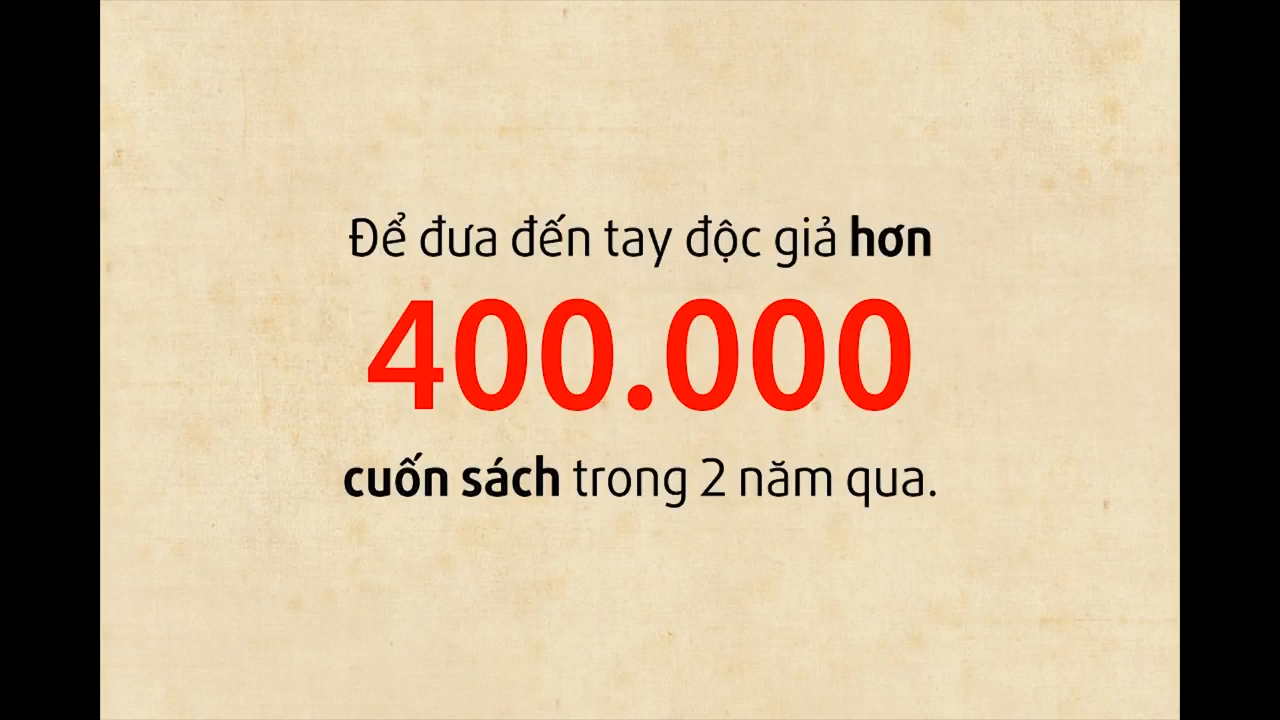 Để đưa đến tay độc giả hơn
400.000
cuốn sách trong 2 năm qua.